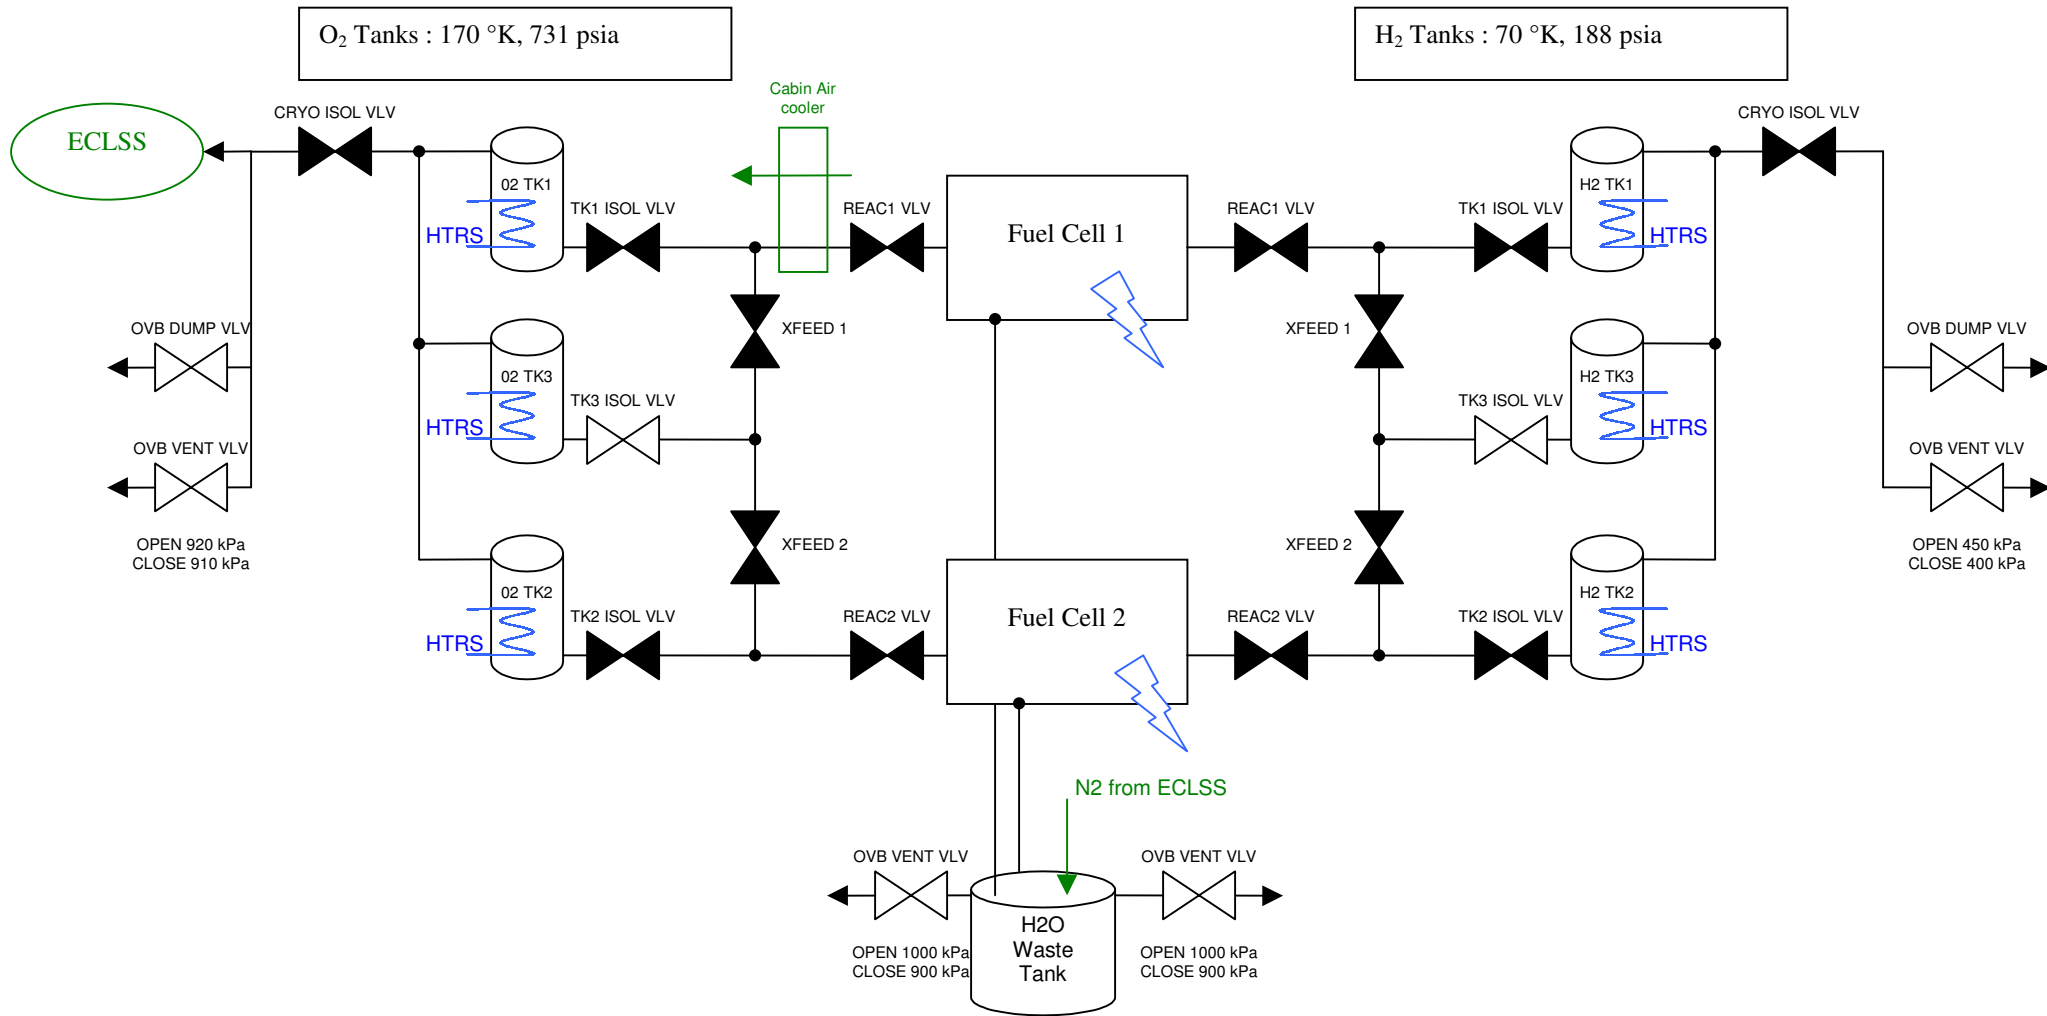 O2 Tanks : 170 °K, 731 psia
H2 Tanks : 70 °K, 188 psia
Cabin Air
cooler
CRYO ISOL VLV
CRYO ISOL VLV
ECLSS
02 TK1
H2 TK1
TK1 ISOL VLV
REAC1 VLV
REAC1 VLV
TK1 ISOL VLV
HTRS
Fuel Cell 1
HTRS
OVB DUMP VLV
XFEED 1
XFEED 1
OVB DUMP VLV
02 TK3
H2 TK3
TK3 ISOL VLV
TK3 ISOL VLV
HTRS
HTRS
OVB VENT VLV
OVB VENT VLV
OPEN 920 kPa
CLOSE 910 kPa
XFEED 2
XFEED 2
OPEN 450 kPa
CLOSE 400 kPa
02 TK2
H2 TK2
TK2 ISOL VLV
REAC2 VLV
Fuel Cell 2
REAC2 VLV
TK2 ISOL VLV
HTRS
HTRS
N2 from ECLSS
OVB VENT VLV
OVB VENT VLV
H2O
Waste
Tank
OPEN 1000 kPa
CLOSE 900 kPa
OPEN 1000 kPa
CLOSE 900 kPa